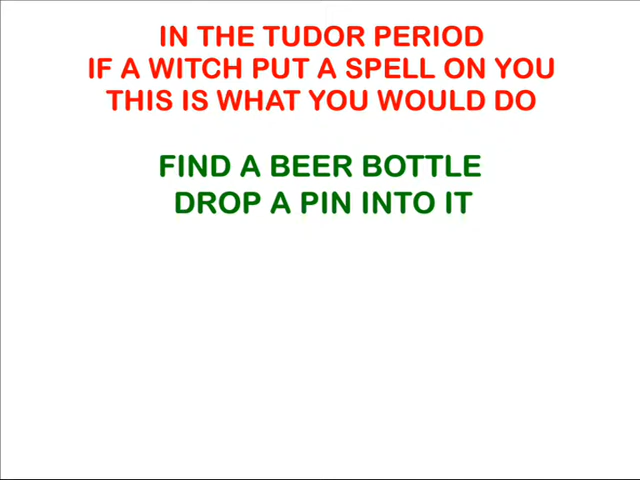 IN THE TUDOR PERIOD
IF A WITCH PUT A SPELL ON YOU
THIS IS WHAT YOU WOULD DO
FIND A BEER BOTTLE
DROP A PIN INTO IT